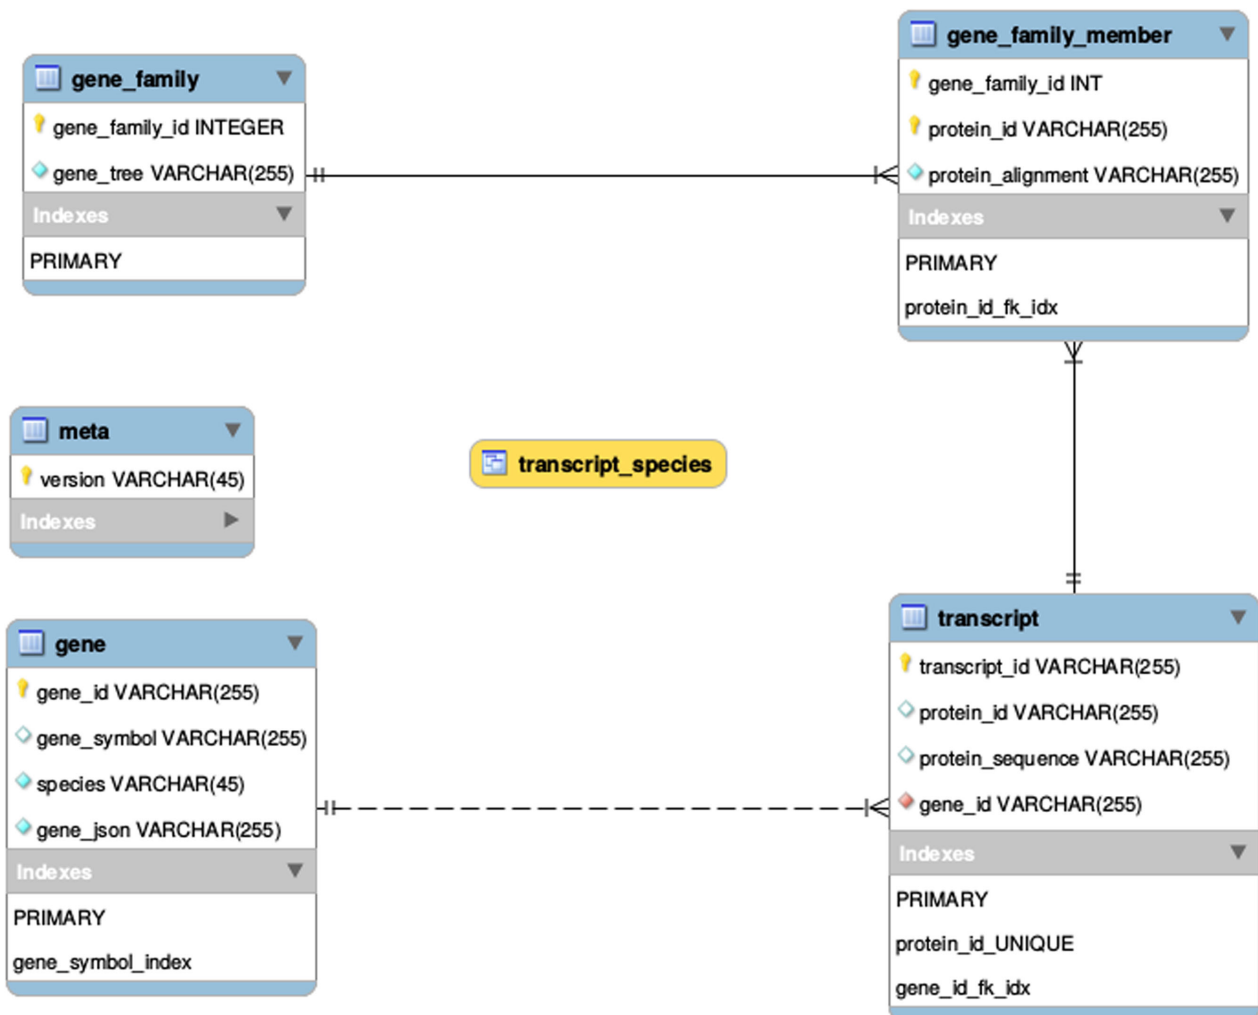 gene_family
gene_family_id INTEGER
gene_tree VARCHAR(255)
Indexes
PRIMARY
gene_family_member
gene_family_id INT
protein_id VARCHAR(255)
protein_alignment VARCHAR(255)
Indexes
PRIMARY
protein_id_fk_idx
meta
version VARCHAR(45)
Indexes
transcript_species
gene
gene_id VARCHAR(255)
gene_symbol VARCHAR(255)
species VARCHAR(45)
gene_json VARCHAR(255)
Indexes
PRIMARY
gene_symbol_index
transcript
transcript_id VARCHAR(255)
protein_id VARCHAR(255)
protein_sequence VARCHAR(255)
gene_id VARCHAR(255)
Indexes
PRIMARY
protein_id_UNIQUE
gene_id_fk_idx